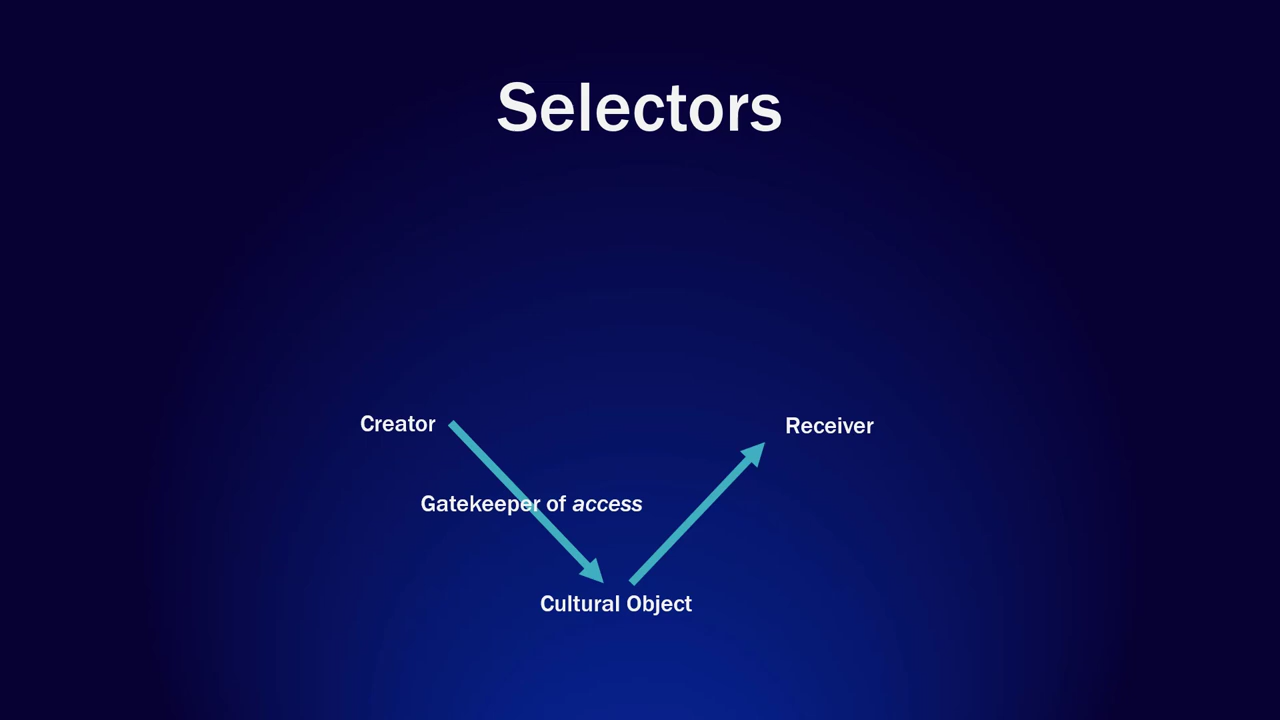 Selectors
Creator
Receiver
Gatekeeper of access
Cultural Object